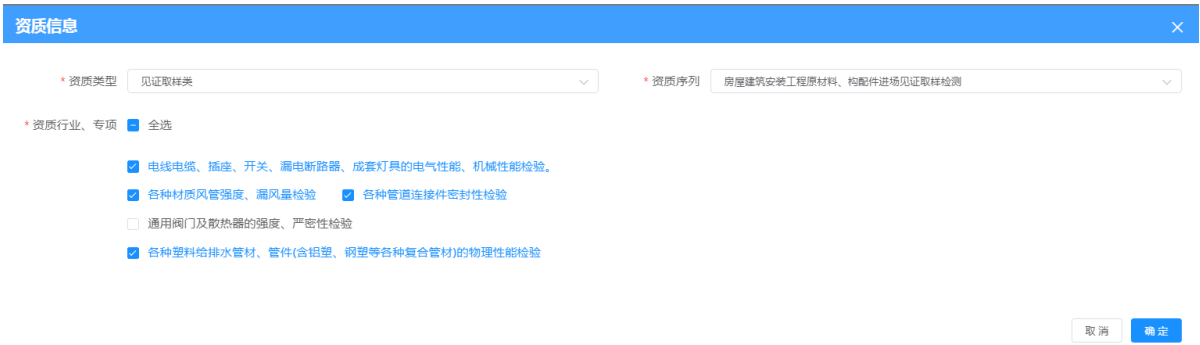 资质信息
* 资质类型 见证取样类 * 资质序列 房屋建筑安装工程原材料、构配件进场见证取样检测
* 资质行业、专项 全选
电线电缆、插座、开关、漏电断路器、成套灯具的电气性能、机械性能检验。
各种材质风管强度、漏风量检验 各种管道连接件密封性检验
通用阀门及散热器的强度、严密性检验
各种塑料给排水管材、管件(含铝塑、钢塑等各种复合管材)的物理性能检验
取消 确定